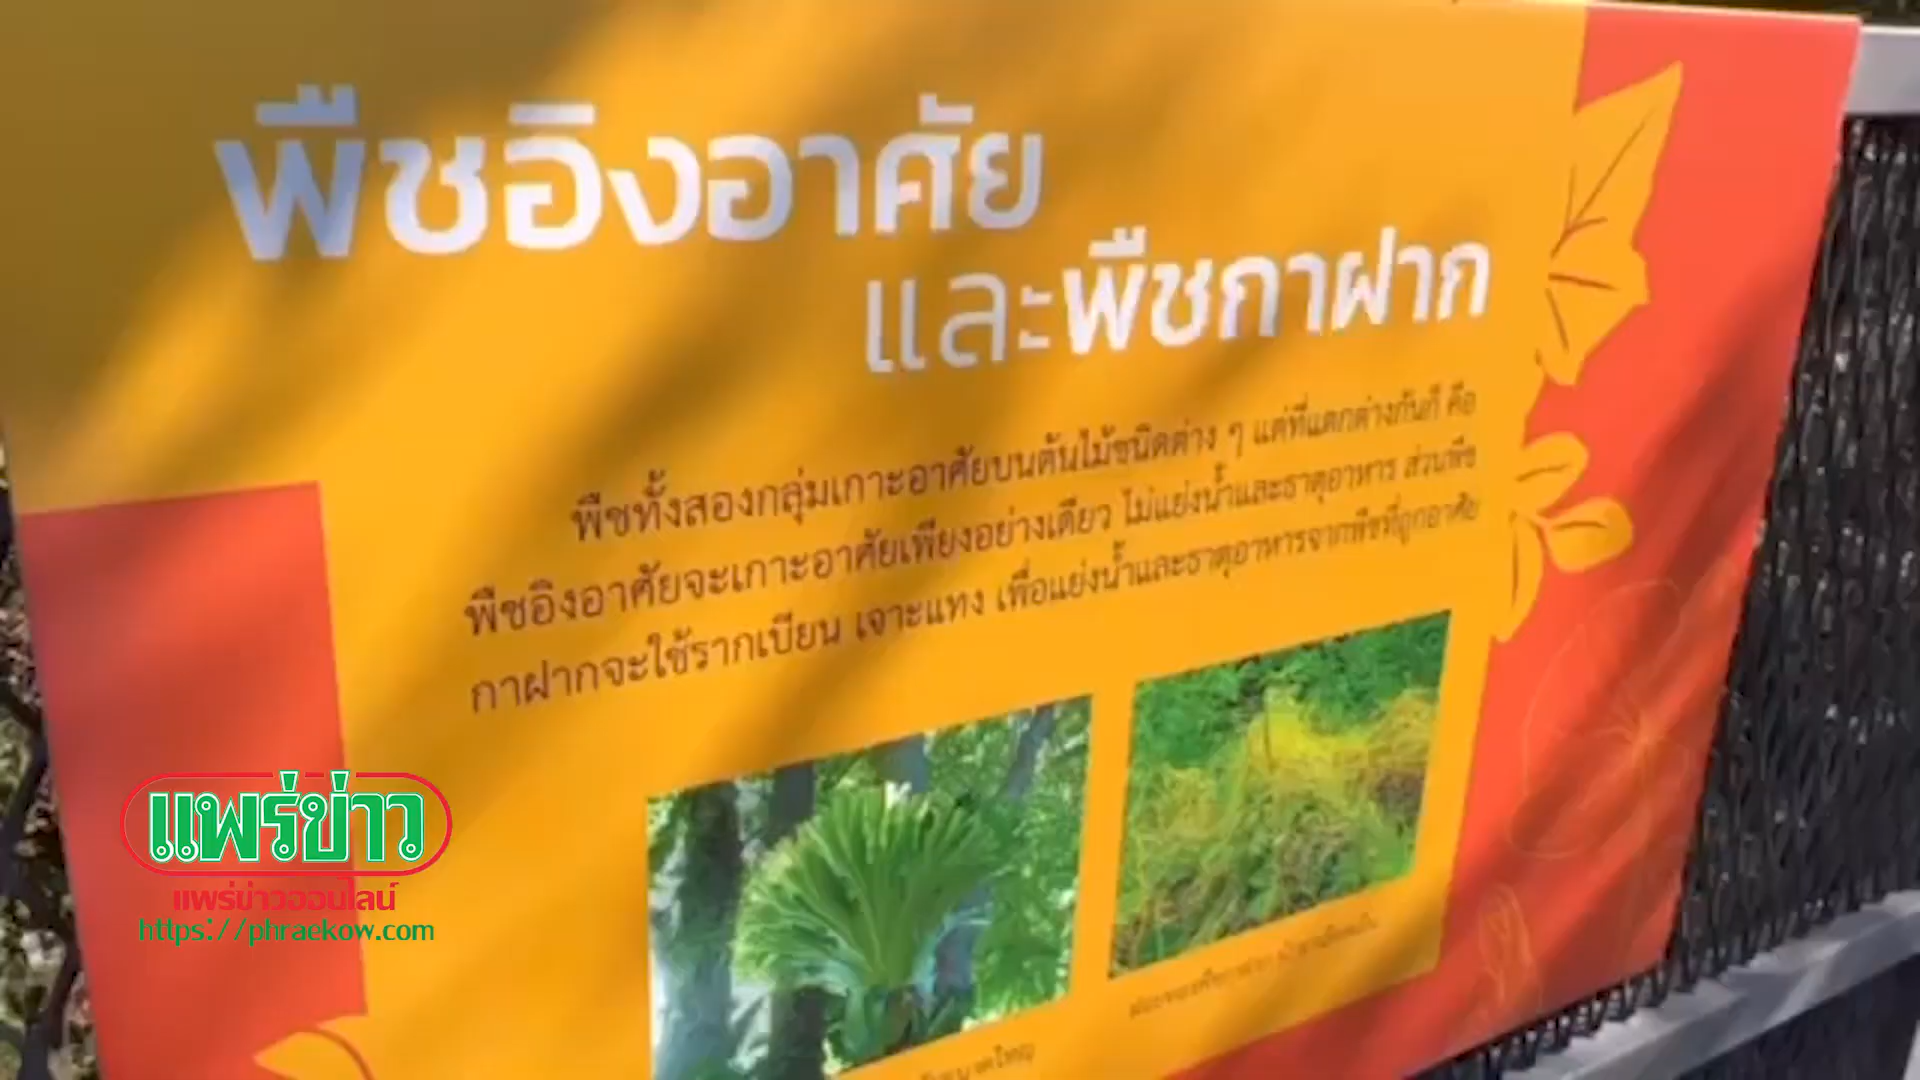 พืชอิงอาศัย
และพืชกาฝาก
พืชทั้งสองกลุ่มเกาะอาศัยบนต้นไม้ชนิดต่าง ๆ แต่ที่แตกต่างกันก็ คือ
พืชอิงอาศัยจะเกาะอาศัยเพียงอย่างเดียว ไม่แย่งน้ำและธาตุอาหาร ส่วนพืช
กาฝากจะใช้รากเบียน เจาะแทง เพื่อแย่งน้ำและธาตุอาหารจากพืชที่ถูกอาศัย
แพร่ข่าว
แพร่ข่าวออนไลน์
https://phraekow.com